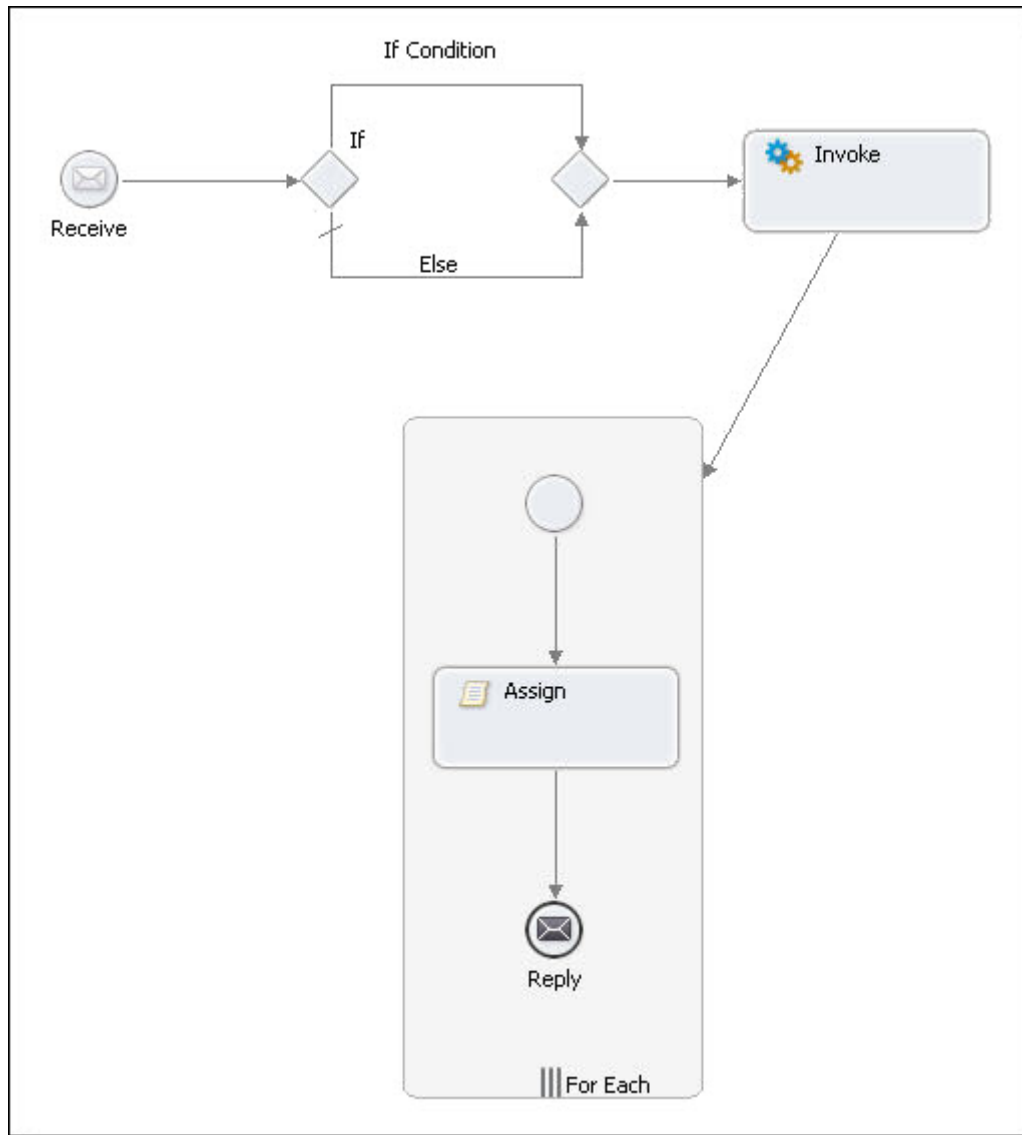 If Condition
If
Invoke
Receive
Else
Assign
Reply
For Each